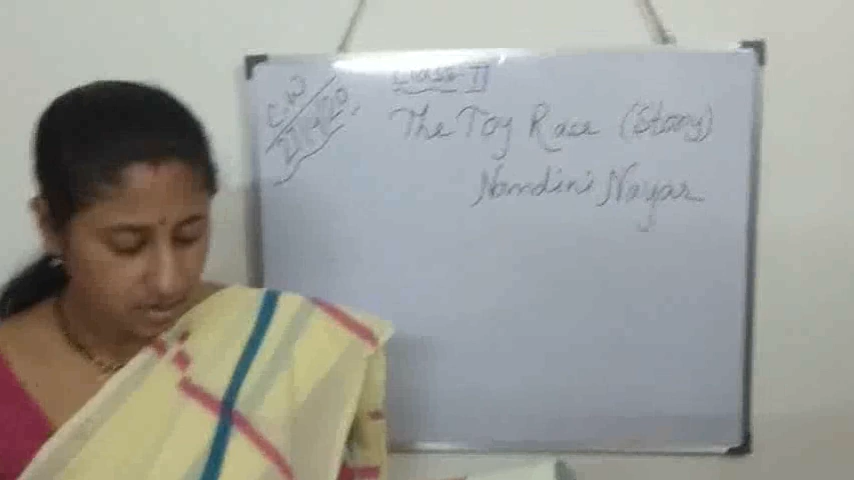 Class-II
C.W
The Toy Race (Story)
Nandini Nayar